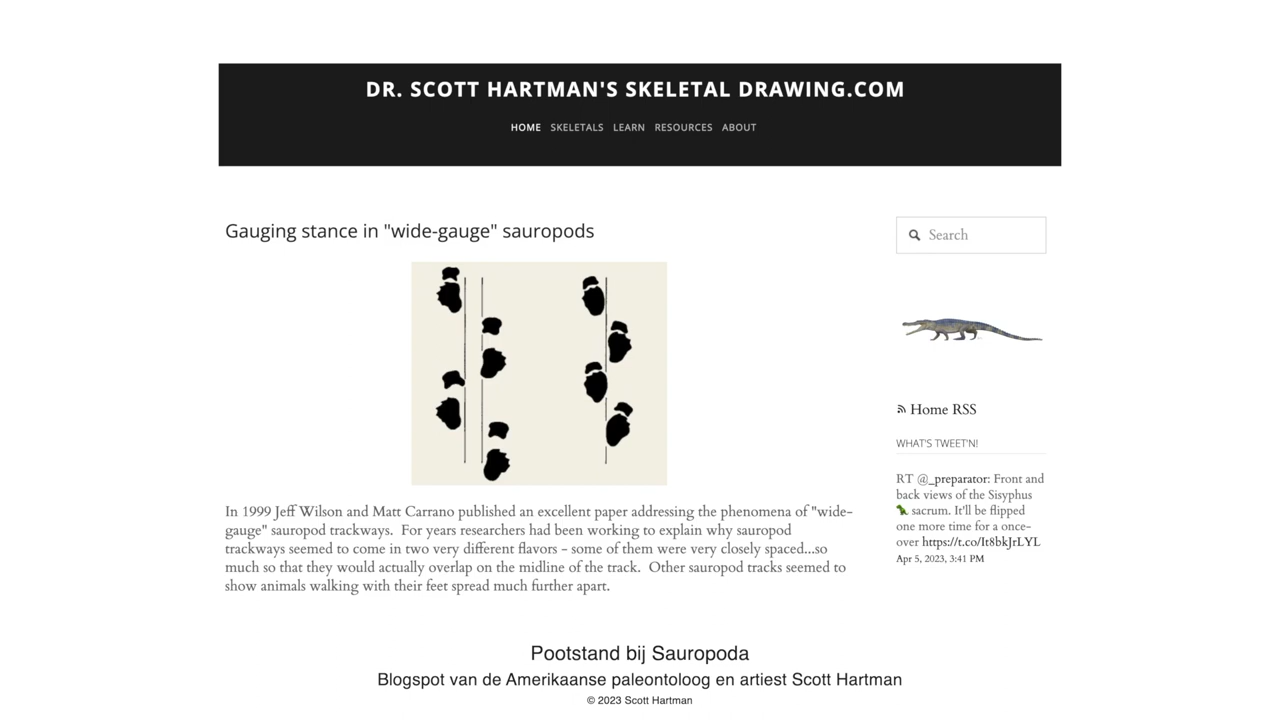 DR. SCOTT HARTMAN'S SKELETAL DRAWING.COM
HOME SKELETALS LEARN RESOURCES ABOUT
Gauging stance in "wide-gauge" sauropods
In 1999 Jeff Wilson and Matt Carrano published an excellent paper addressing the phenomena of "wide-
gauge" sauropod trackways. For years researchers had been working to explain why sauropod
trackways seemed to come in two very different flavors - some of them were very closely spaced...so
much so that they would actually overlap on the midline of the track. Other sauropod tracks seemed to
show animals walking with their feet spread much further apart.
Search
Home RSS
WHAT'S TWEET'N!
RT @_preparator: Front and
back views of the Sisyphus
🦖 sacrum. It'll be flipped
one more time for a once-
over https://t.co/It8bkJrLYL
Apr 5, 2023, 3:41 PM
Pootstand bij Sauropoda
Blogspot van de Amerikaanse paleontoloog en artiest Scott Hartman
© 2023 Scott Hartman